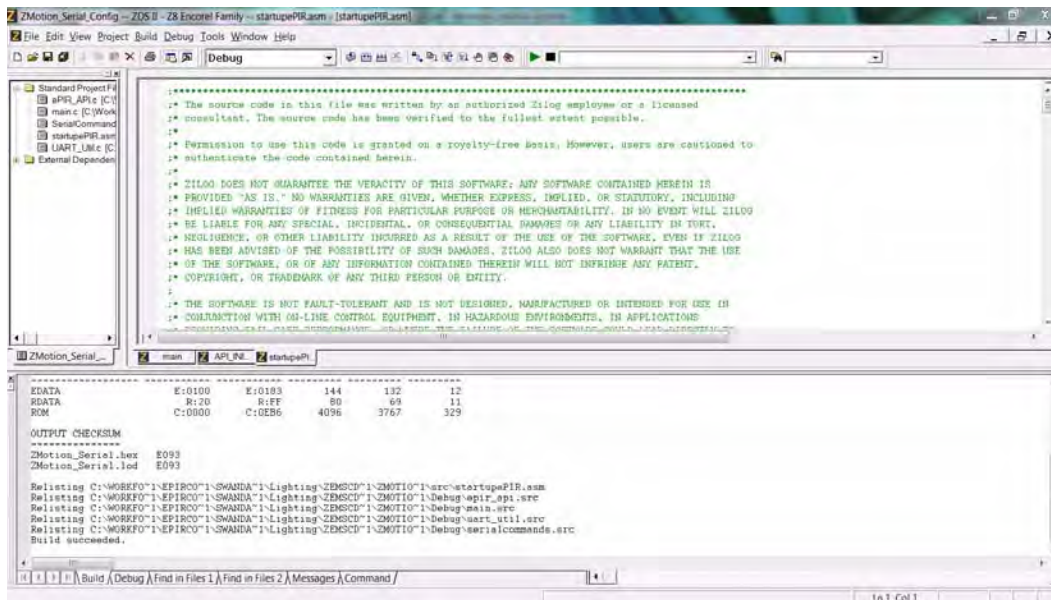 ZMotion_Serial_Config -- ZDS II - Z8 Encore! Family -- startupePIR.asm - [startupePIR.asm]
File Edit View Project Build Debug Tools Window Help
Debug
Standard Project Fi
ePIR_API.c [C:\
main.c [C:\Work
SerialCommand
startupePIR.asm
UART_Util.c [C:
External Dependen
;* The source code in this file was written by an authorized Zilog employee or a licensed
;* consultant. The source code has been verified to the fullest extent possible.
;*
;* Permission to use this code is granted on a royalty-free basis. However, users are cautioned to
;* authenticate the code contained herein.
;*
;* ZILOG DOES NOT GUARANTEE THE VERACITY OF THIS SOFTWARE; ANY SOFTWARE CONTAINED HEREIN IS
;* PROVIDED "AS IS." NO WARRANTIES ARE GIVEN, WHETHER EXPRESS, IMPLIED, OR STATUTORY, INCLUDING
;* IMPLIED WARRANTIES OF FITNESS FOR PARTICULAR PURPOSE OR MERCHANTABILITY. IN NO EVENT WILL ZILOG
;* BE LIABLE FOR ANY SPECIAL, INCIDENTAL, OR CONSEQUENTIAL DAMAGES OR ANY LIABILITY IN TORT,
;* NEGLIGENCE, OR OTHER LIABILITY INCURRED AS A RESULT OF THE USE OF THE SOFTWARE, EVEN IF ZILOG
;* HAS BEEN ADVISED OF THE POSSIBILITY OF SUCH DAMAGES. ZILOG ALSO DOES NOT WARRANT THAT THE USE
;* OF THE SOFTWARE, OR OF ANY INFORMATION CONTAINED THEREIN WILL NOT INFRINGE ANY PATENT,
;* COPYRIGHT, OR TRADEMARK OF ANY THIRD PERSON OR ENTITY.
;
;* THE SOFTWARE IS NOT FAULT-TOLERANT AND IS NOT DESIGNED, MANUFACTURED OR INTENDED FOR USE IN
;* CONJUNCTION WITH ON-LINE CONTROL EQUIPMENT, IN HAZARDOUS ENVIRONMENTS, IN APPLICATIONS
ZMotion_Serial_... main API_INI... startupePI...
EDATA E:0100 E:0183 144 132 12
RDATA R:20 R:FF 80 69 11
ROM C:0000 C:0EB6 4096 3767 329
OUTPUT CHECKSUM
ZMotion_Serial.hex E093
ZMotion_Serial.lod E093
Relisting C:\WORKFO~1\EPIRCO~1\SWANDA~1\Lighting\ZEMSCD~1\ZMOTIO~1\src\startupePIR.asm
Relisting C:\WORKFO~1\EPIRCO~1\SWANDA~1\Lighting\ZEMSCD~1\ZMOTIO~1\Debug\epir_api.src
Relisting C:\WORKFO~1\EPIRCO~1\SWANDA~1\Lighting\ZEMSCD~1\ZMOTIO~1\Debug\main.src
Relisting C:\WORKFO~1\EPIRCO~1\SWANDA~1\Lighting\ZEMSCD~1\ZMOTIO~1\Debug\uart_util.src
Relisting C:\WORKFO~1\EPIRCO~1\SWANDA~1\Lighting\ZEMSCD~1\ZMOTIO~1\Debug\serialcommands.src
Build succeeded.
Build Debug Find in Files 1 Find in Files 2 Messages Command
Ln 1, Col 1